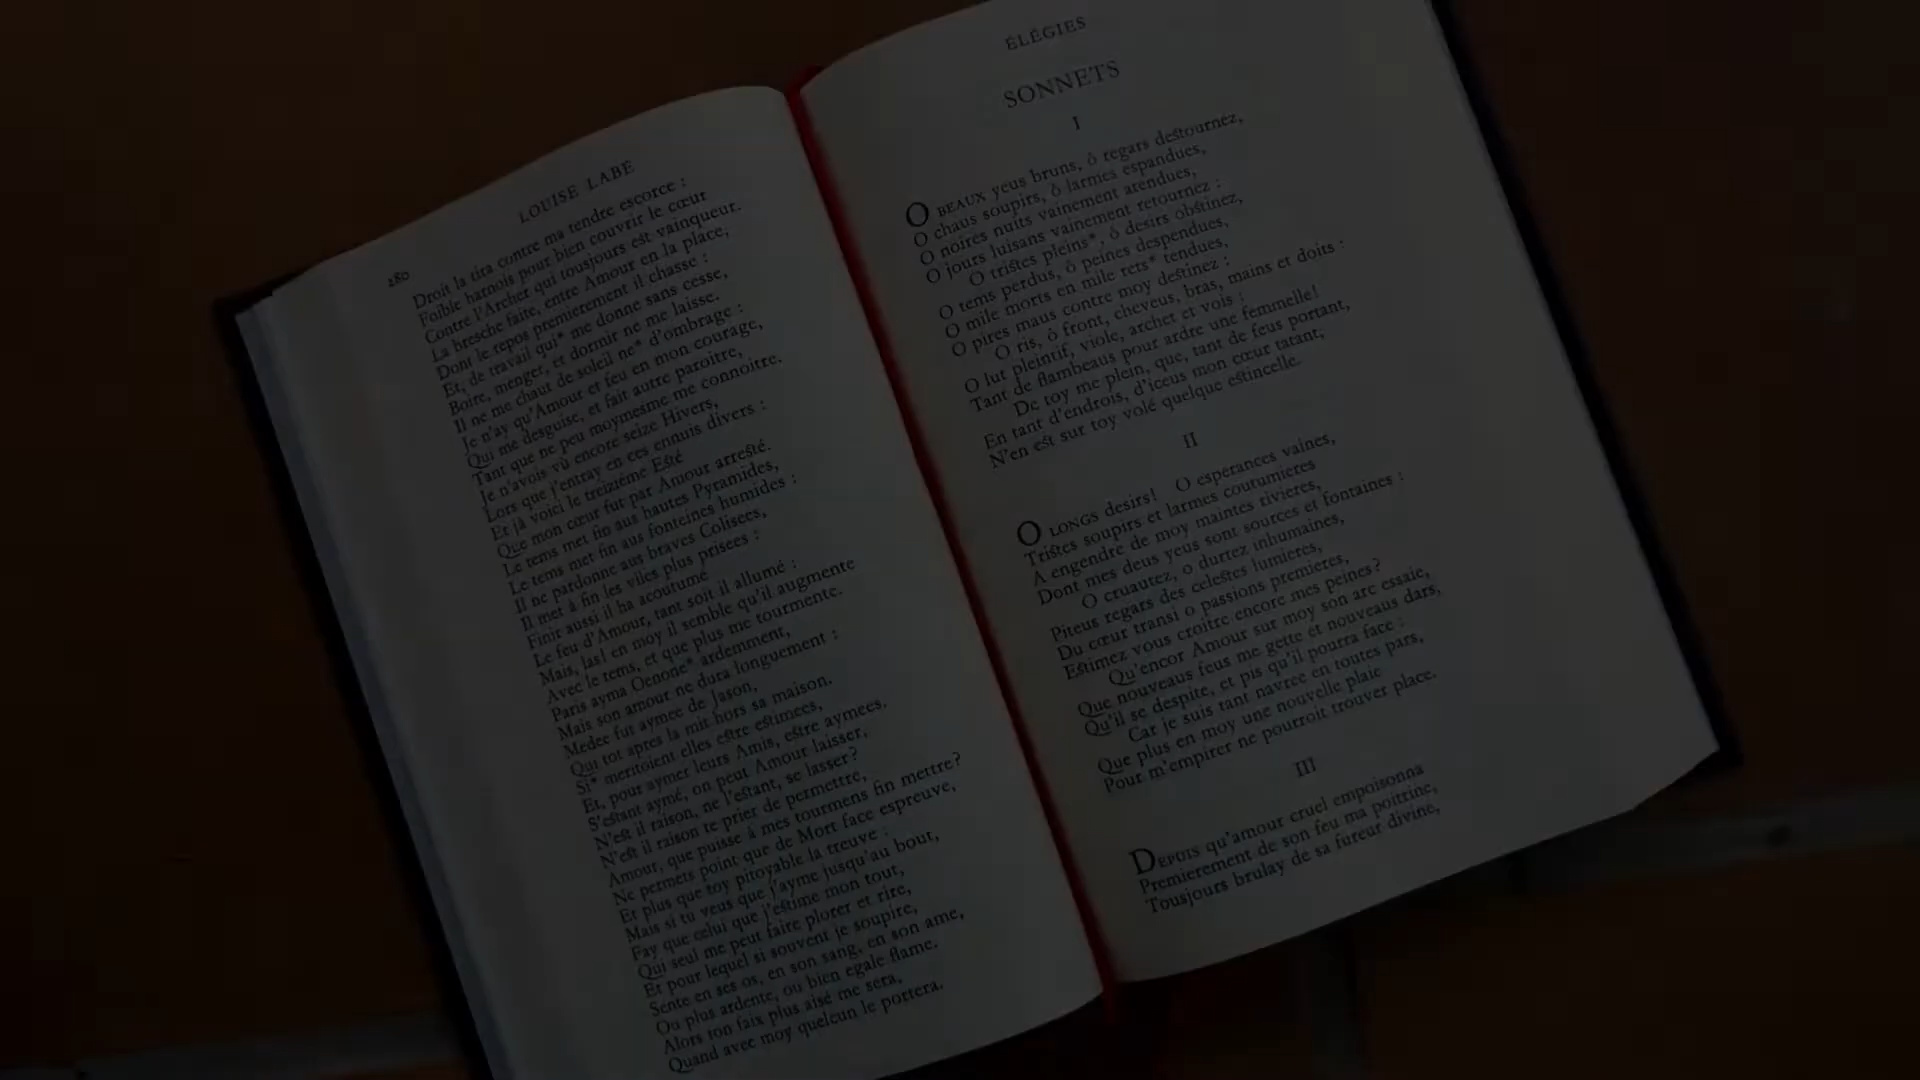 LOUISE LABÉ
280
Droit la tira contre ma tendre escorce :
Foible harnois pour bien couvrir le cœur
Contre l'Archer qui tousjours est vainqueur.
La bresche faite, entre Amour en la place,
Dont le repos premierement il chasse :
Et, de travail qui* me donne sans cesse,
Boire, menger, et dormir ne me laisse.
Il ne me chaut de soleil ne* d'ombrage :
Je n'ay qu'Amour et feu en mon courage,
Qui me desguise, et fait autre paroitre,
Tant que ne peu moymesme me connoitre.
Je n'avois vù encore seize Hivers,
Lors que j'entray en ces ennuis divers :
Et jà voici le treiziéme Esté
Que mon cœur fut par Amour arresté.
Le tems met fin aus hautes Pyramides,
Le tems met fin aus fonteines humides :
Il ne pardonne aus braves Colisees,
Il met à fin les viles plus prisees :
Finir aussi il ha acoutumé
Le feu d'Amour, tant soit il allumé :
Mais, las! en moy il semble qu'il augmente
Avec le tems, et que plus me tourmente.
Paris ayma Oenone* ardemment,
Mais son amour ne dura longuement :
Medee fut aymee de Jason,
Qui tot apres la mit hors sa maison.
Si* meritoient elles estre estimees,
Et, pour aymer leurs Amis, estre aymees.
S'estant aymé, on peut Amour laisser,
N'est il raison, ne l'estant, se lasser?
N'est il raison te prier de permettre,
Amour, que puisse à mes tourmens fin mettre?
Ne permets point que de Mort face espreuve,
Et plus que toy pitoyable la treuve :
Mais si tu veus que j'ayme jusqu'au bout,
Fay que celui que j'estime mon tout,
Qui seul me peut faire plorer et rire,
Et pour lequel si souvent je soupire,
Sente en ses os, en son sang, en son ame,
Ou plus ardente, ou bien egale flame.
Alors ton faix plus aisé me sera,
Quand avec moy quelcun le portera.
ÉLÉGIES
SONNETS
I
O BEAUX yeus bruns, ô regars destournez,
O chaus soupirs, ô larmes espandues,
O noires nuits vainement atendues,
O jours luisans vainement retournez :
O tristes pleins*, ô desirs obstinez,
O tems perdus, ô peines despendues,
O mile morts en mile rets* tendues,
O pires maus contre moy destinez :
O ris, ô front, cheveus, bras, mains et doits :
O lut pleintif, viole, archet et vois :
Tant de flambeaus pour ardre une femmelle!
De toy me plein, que, tant de feus portant,
En tant d'endrois, d'iceus mon cœur tatant,
N'en est sur toy volé quelque estincelle.
II
O LONGS desirs! O esperances vaines,
Tristes soupirs et larmes coutumieres
A engendre de moy maintes rivieres,
Dont mes deus yeus sont sources et fontaines :
O cruautez, o durtez inhumaines,
Piteus regars des celestes lumieres,
Du cœur transi o passions premieres,
Estimez vous croitre encore mes peines?
Qu'encor Amour sur moy son arc essaie,
Que nouveaus feus me gette et nouveaus dars,
Qu'il se despite, et pis qu'il pourra face :
Car je suis tant navree en toutes pars,
Que plus en moy une nouvelle plaie
Pour m'empirer ne pourroit trouver place.
III
DEPUIS qu'amour cruel empoisonna
Premierement de son feu ma poitrine,
Tousjours brulay de sa fureur divine,